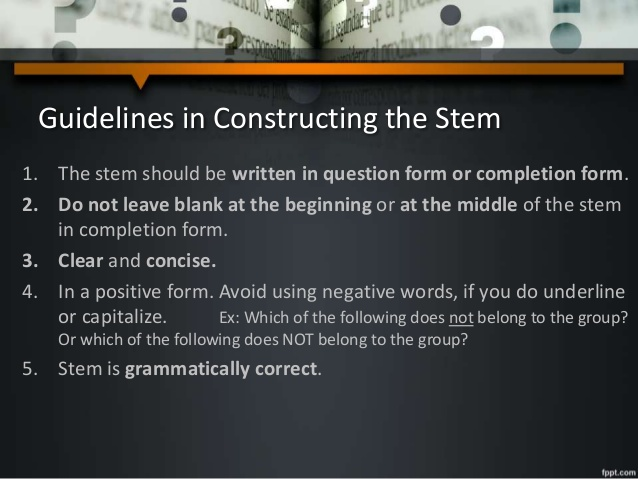 Guidelines in Constructing the Stem
1. The stem should be written in question form or completion form.
2. Do not leave blank at the beginning or at the middle of the stem
in completion form.
3. Clear and concise.
4. In a positive form. Avoid using negative words, if you do underline
or capitalize. Ex: Which of the following does not belong to the group?
Or which of the following does NOT belong to the group?
5. Stem is grammatically correct.
fppt.com